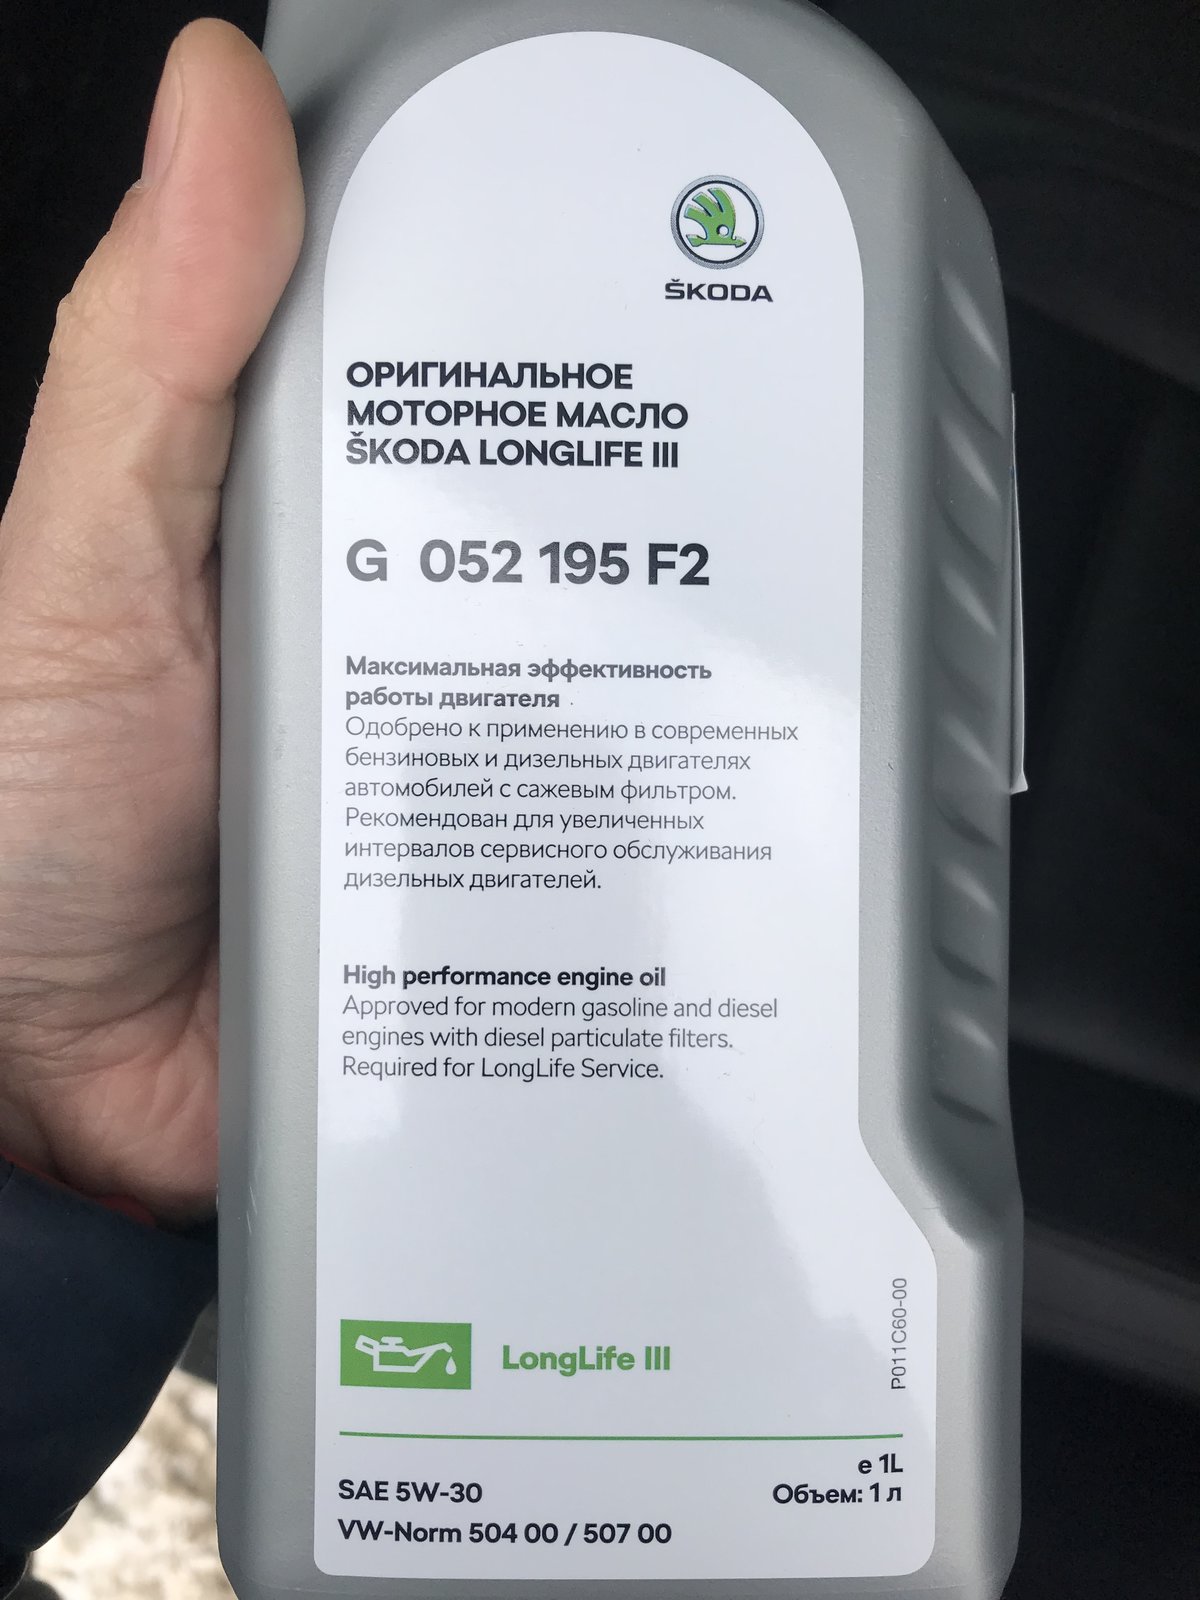 ŠKODA
ОРИГИНАЛЬНОЕ
МОТОРНОЕ МАСЛО
ŠKODA LONGLIFE III
G 052 195 F2
Максимальная эффективность
работы двигателя
Одобрено к применению в современных
бензиновых и дизельных двигателях
автомобилей с сажевым фильтром.
Рекомендован для увеличенных
интервалов сервисного обслуживания
дизельных двигателей.
High performance engine oil
Approved for modern gasoline and diesel
engines with diesel particulate filters.
Required for LongLife Service.
P011C60-00
LongLife III
e 1L
SAE 5W-30
Объем: 1 л
VW-Norm 504 00 / 507 00